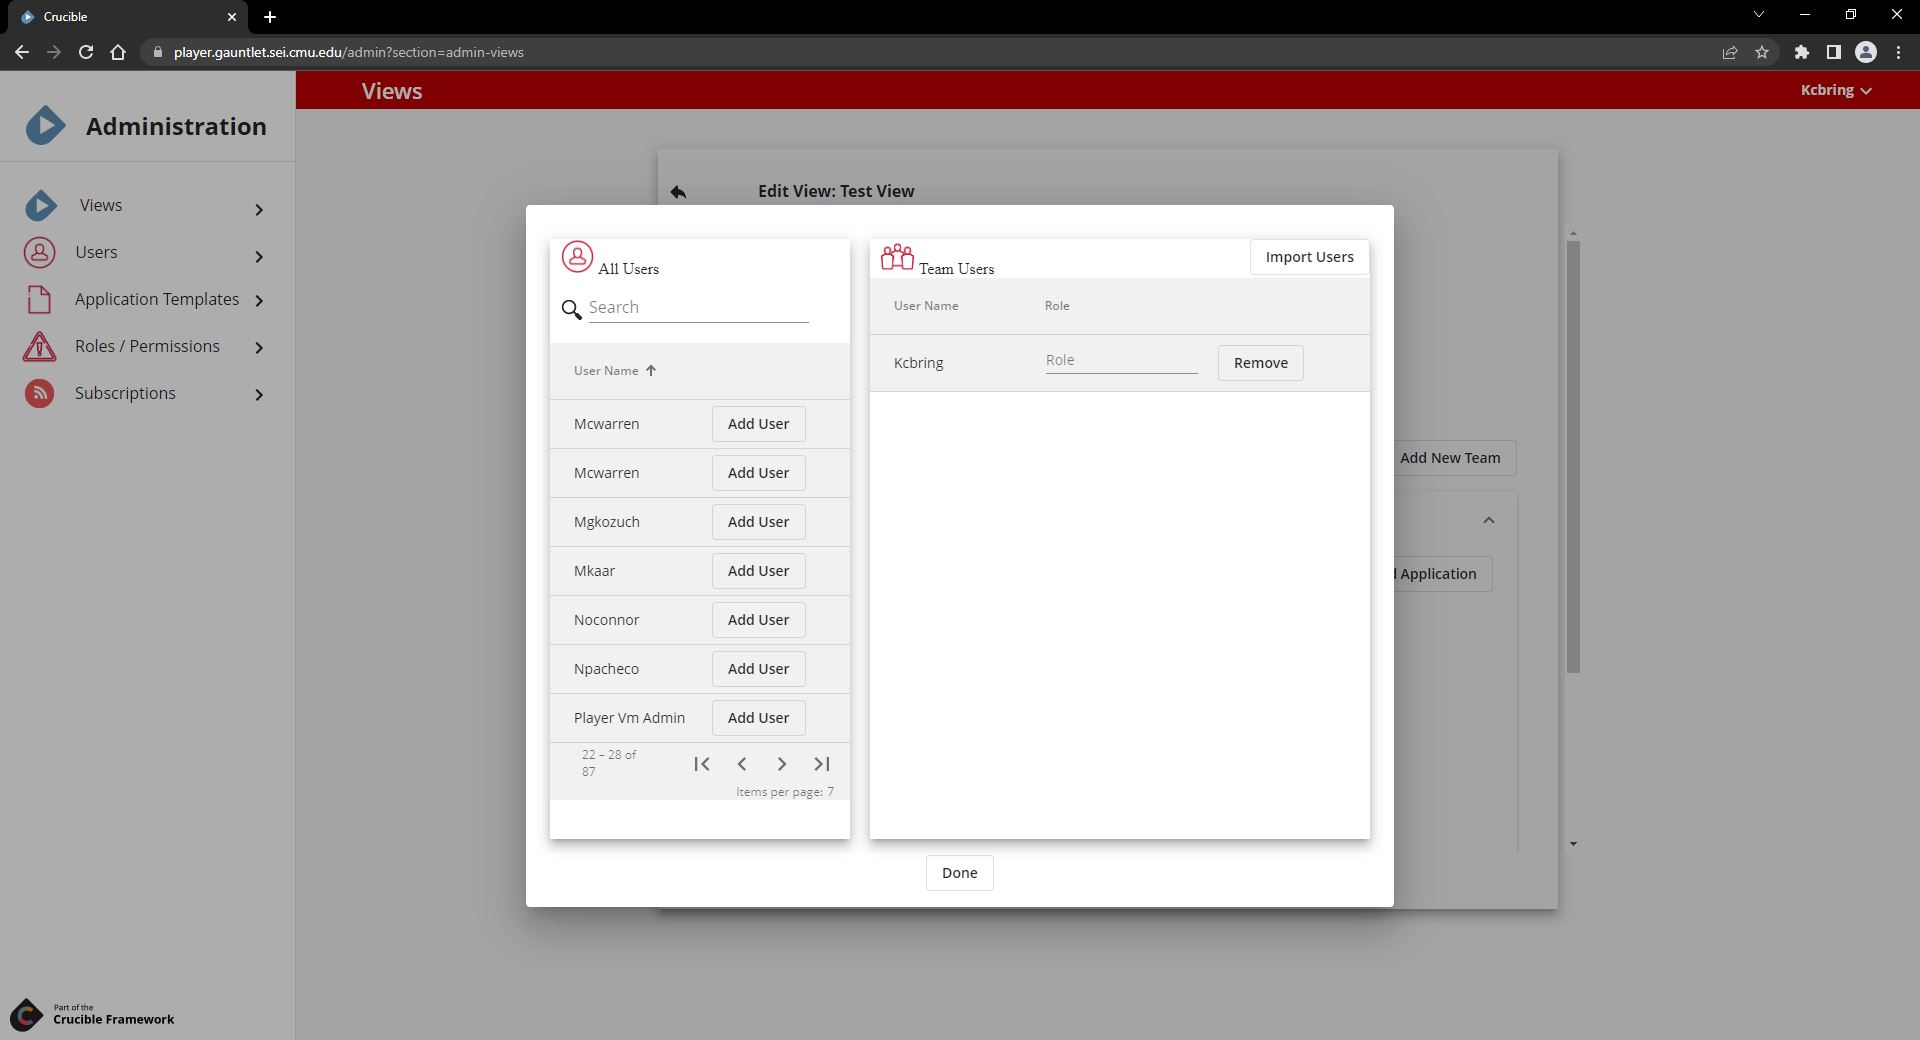 Crucible
player.gauntlet.sei.cmu.edu/admin?section=admin-views
Administration
Views
Kcbring
Views
Users
Application Templates
Roles / Permissions
Subscriptions
Edit View: Test View
All Users
Search
User Name
Mcwarren
Add User
Mcwarren
Add User
Mgkozuch
Add User
Mkaar
Add User
Noconnor
Add User
Npacheco
Add User
Player Vm Admin
Add User
22 – 28 of
87
Items per page: 7
Team Users
Import Users
User Name
Role
Kcbring
Role
Remove
Add New Team
Application
Done
Part of the
Crucible Framework